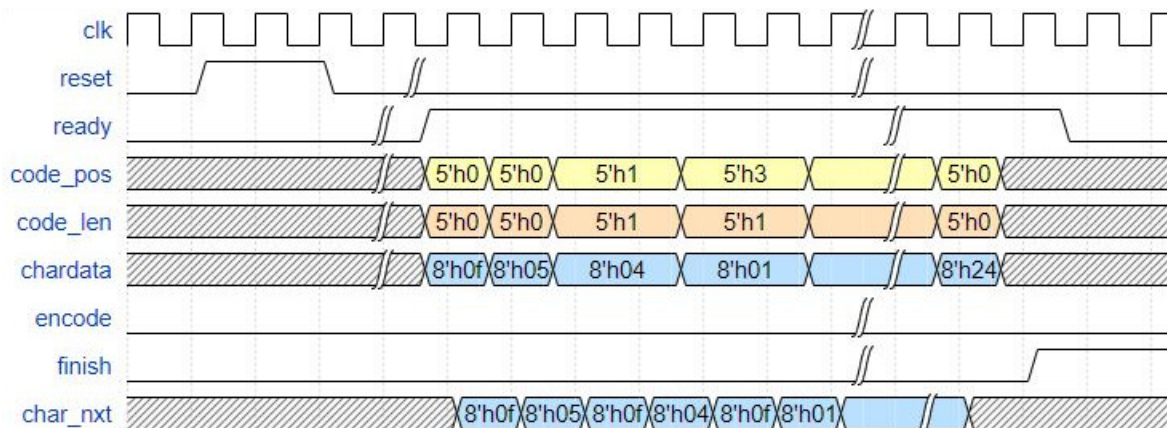 clk
reset
ready
code_pos 5'h0 5'h0 5'h1 5'h3 5'h0
code_len 5'h0 5'h0 5'h1 5'h1 5'h0
chardata 8'h0f 8'h05 8'h04 8'h01 8'h24
encode
finish
char_nxt 8'h0f 8'h05 8'h0f 8'h04 8'h0f 8'h01